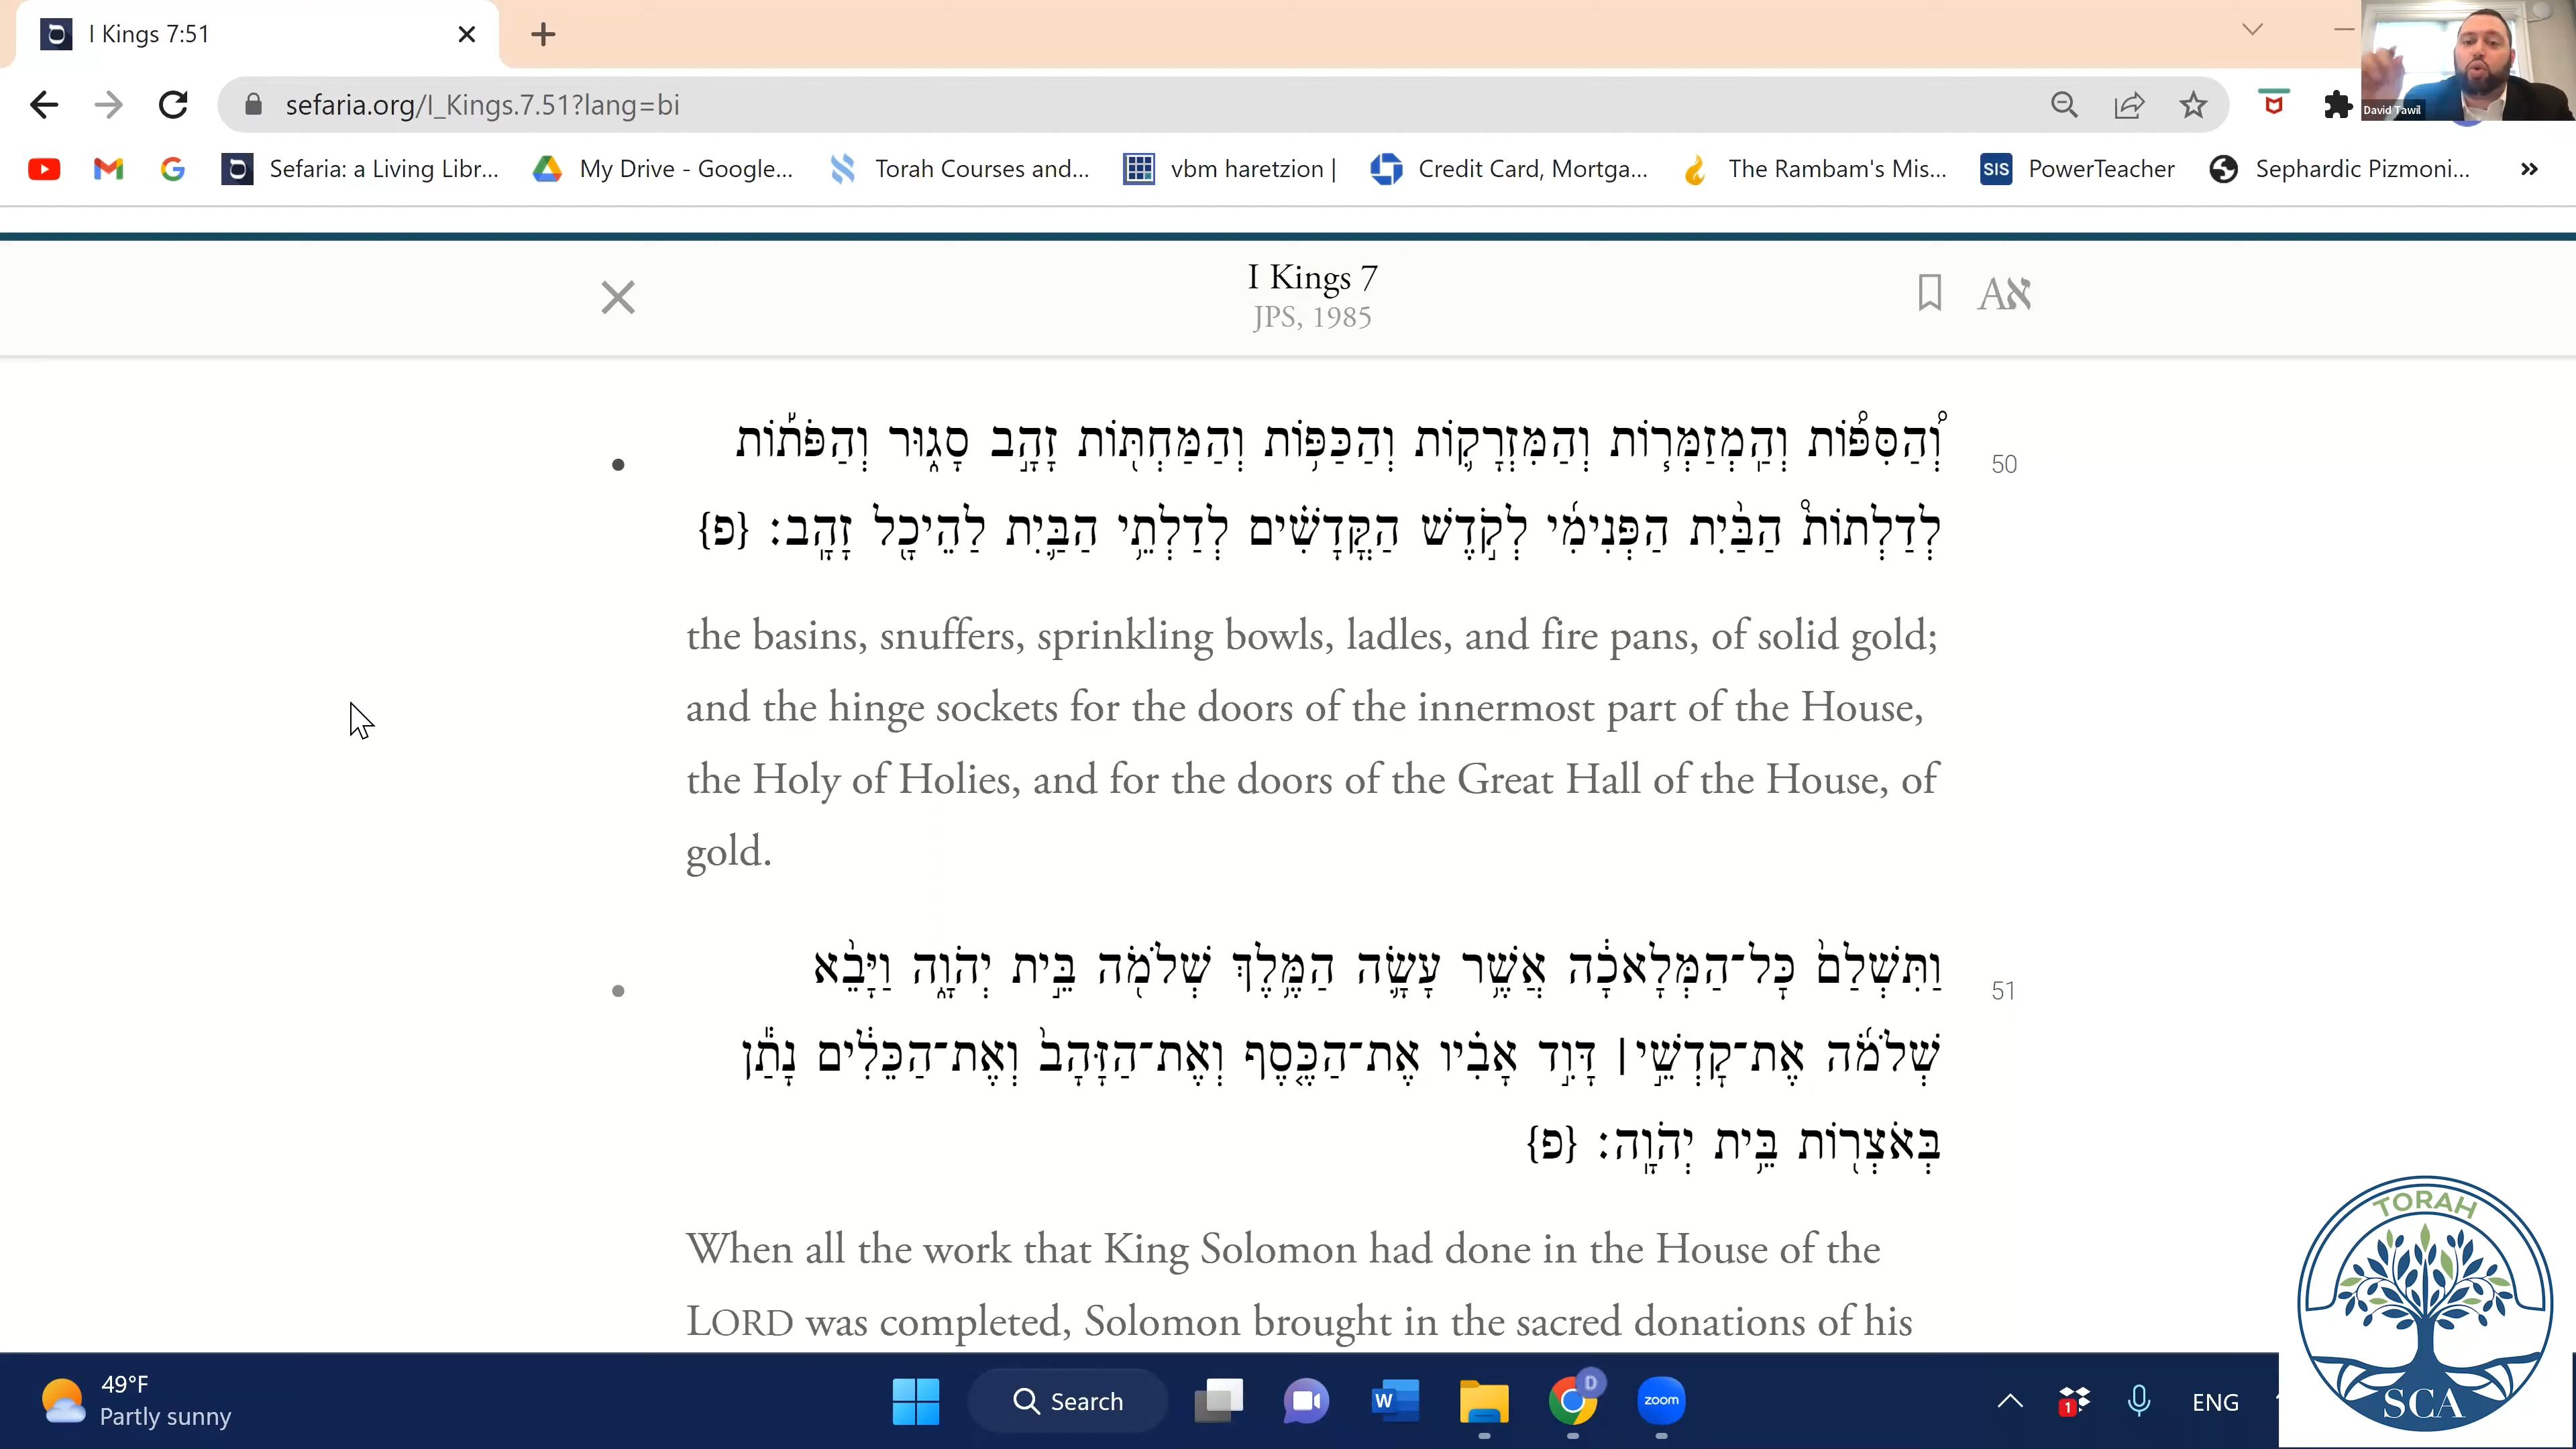 I Kings 7:51
David Tawil
sefaria.org/I_Kings.7.51?lang=bi
Sefaria: a Living Libr...
My Drive - Google...
Torah Courses and...
vbm haretzion |
Credit Card, Mortga...
The Rambam's Mis...
SIS
PowerTeacher
Sephardic Pizmoni...
»
I Kings 7
JPS, 1985
Aא
50
וְ֠הַסִּפּ֠וֹת וְהַֽמְזַמְּר֧וֹת וְהַמִּזְרָק֛וֹת וְהַכַּפּ֥וֹת וְהַמַּחְתּ֖וֹת זָהָ֣ב סָג֑וּר וְהַפֹּת֡וֹת
לְדַלְתוֹת֩ הַבַּ֨יִת הַפְּנִימִ֜י לְקֹ֣דֶשׁ הַקֳּדָשִׁ֗ים לְדַלְתֵ֥י הַבַּ֛יִת לַהֵיכָ֖ל זָהָֽב׃ {פ}
the basins, snuffers, sprinkling bowls, ladles, and fire pans, of solid gold;
and the hinge sockets for the doors of the innermost part of the House,
the Holy of Holies, and for the doors of the Great Hall of the House, of
gold.
51
וַתִּשְׁלַם֙ כׇּל־הַמְּלָאכָ֔ה אֲשֶׁ֥ר עָשָׂ֛ה הַמֶּ֥לֶךְ שְׁלֹמֹ֖ה בֵּ֣ית יְהֹוָ֑ה וַיָּבֵ֨א
שְׁלֹמֹ֜ה אֶת־קׇדְשֵׁ֣י ׀ דָּוִ֣ד אָבִ֗יו אֶת־הַכֶּ֤סֶף וְאֶת־הַזָּהָב֙ וְאֶת־הַכֵּלִ֔ים נָתַ֕ן
בְּאֹצְר֖וֹת בֵּ֥ית יְהֹוָֽה׃ {פ}
When all the work that King Solomon had done in the House of the
LORD was completed, Solomon brought in the sacred donations of his
TORAH
SCA
49°F
Partly sunny
Search
W
D
zoom
1
ENG